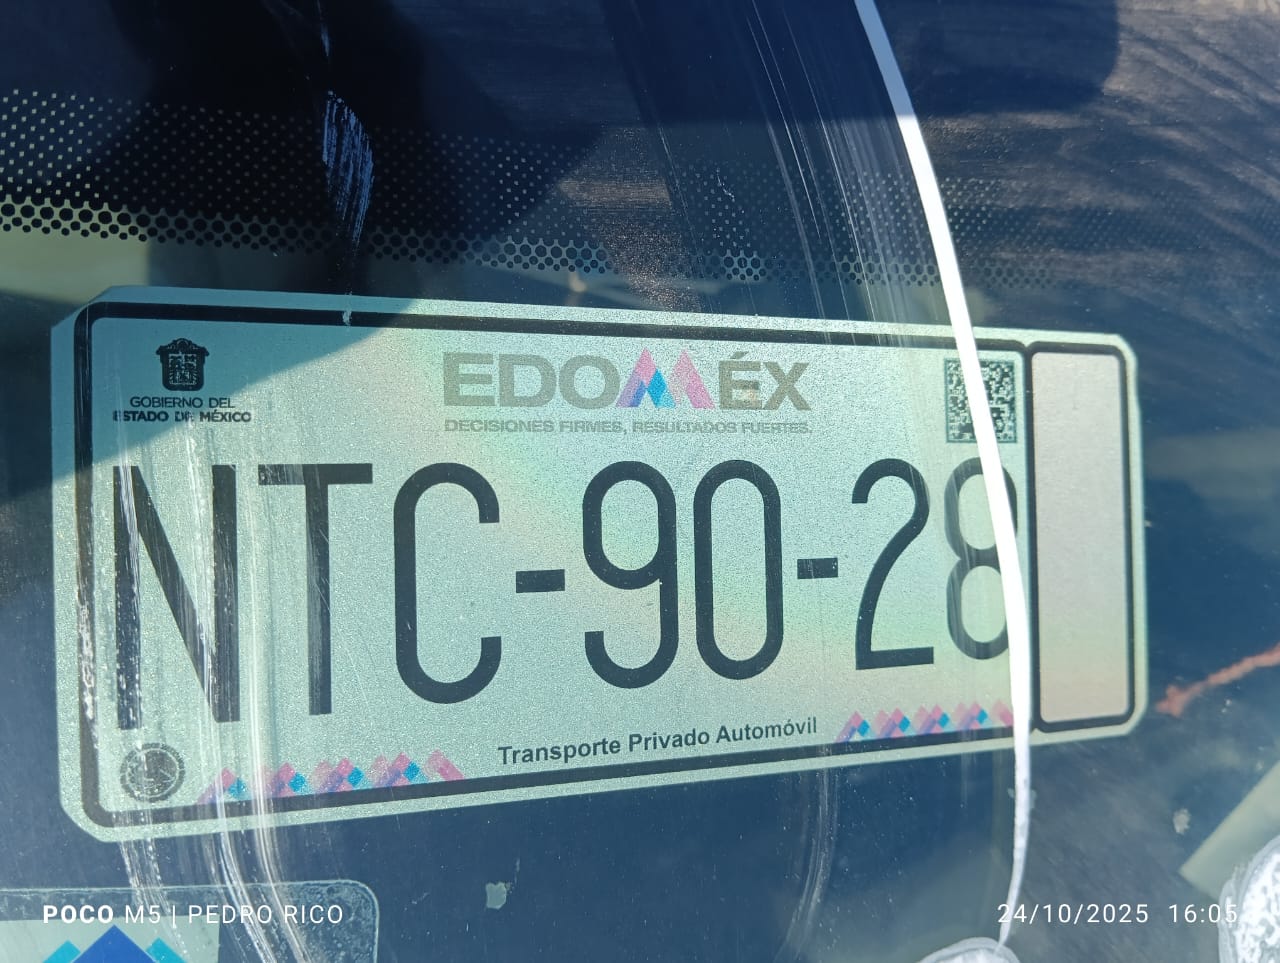 GOBIERNO DEL
ESTADO DE MÉXICO
EDOMÉX
DECISIONES FIRMES, RESULTADOS FUERTES.
NTC-90-28
Transporte Privado Automóvil
POCO M5 | PEDRO RICO
24/10/2025 16:05